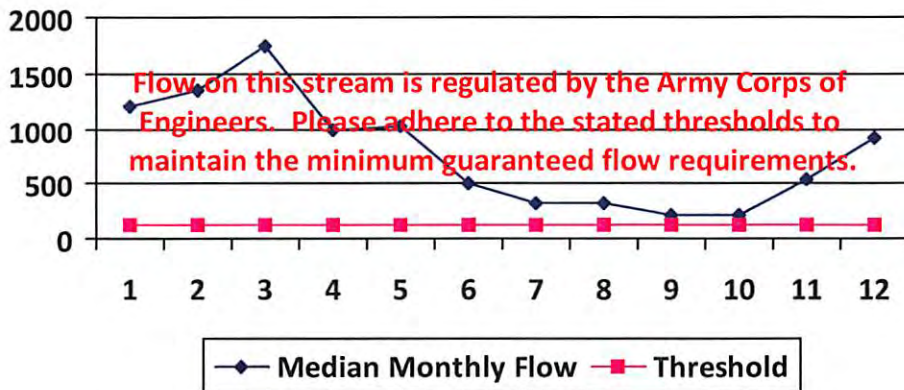 2000
1500
1000
500
0
Flow on this stream is regulated by the Army Corps of
Engineers. Please adhere to the stated thresholds to
maintain the minimum guaranteed flow requirements.
1 2 3 4 5 6 7 8 9 10 11 12
Median Monthly Flow Threshold